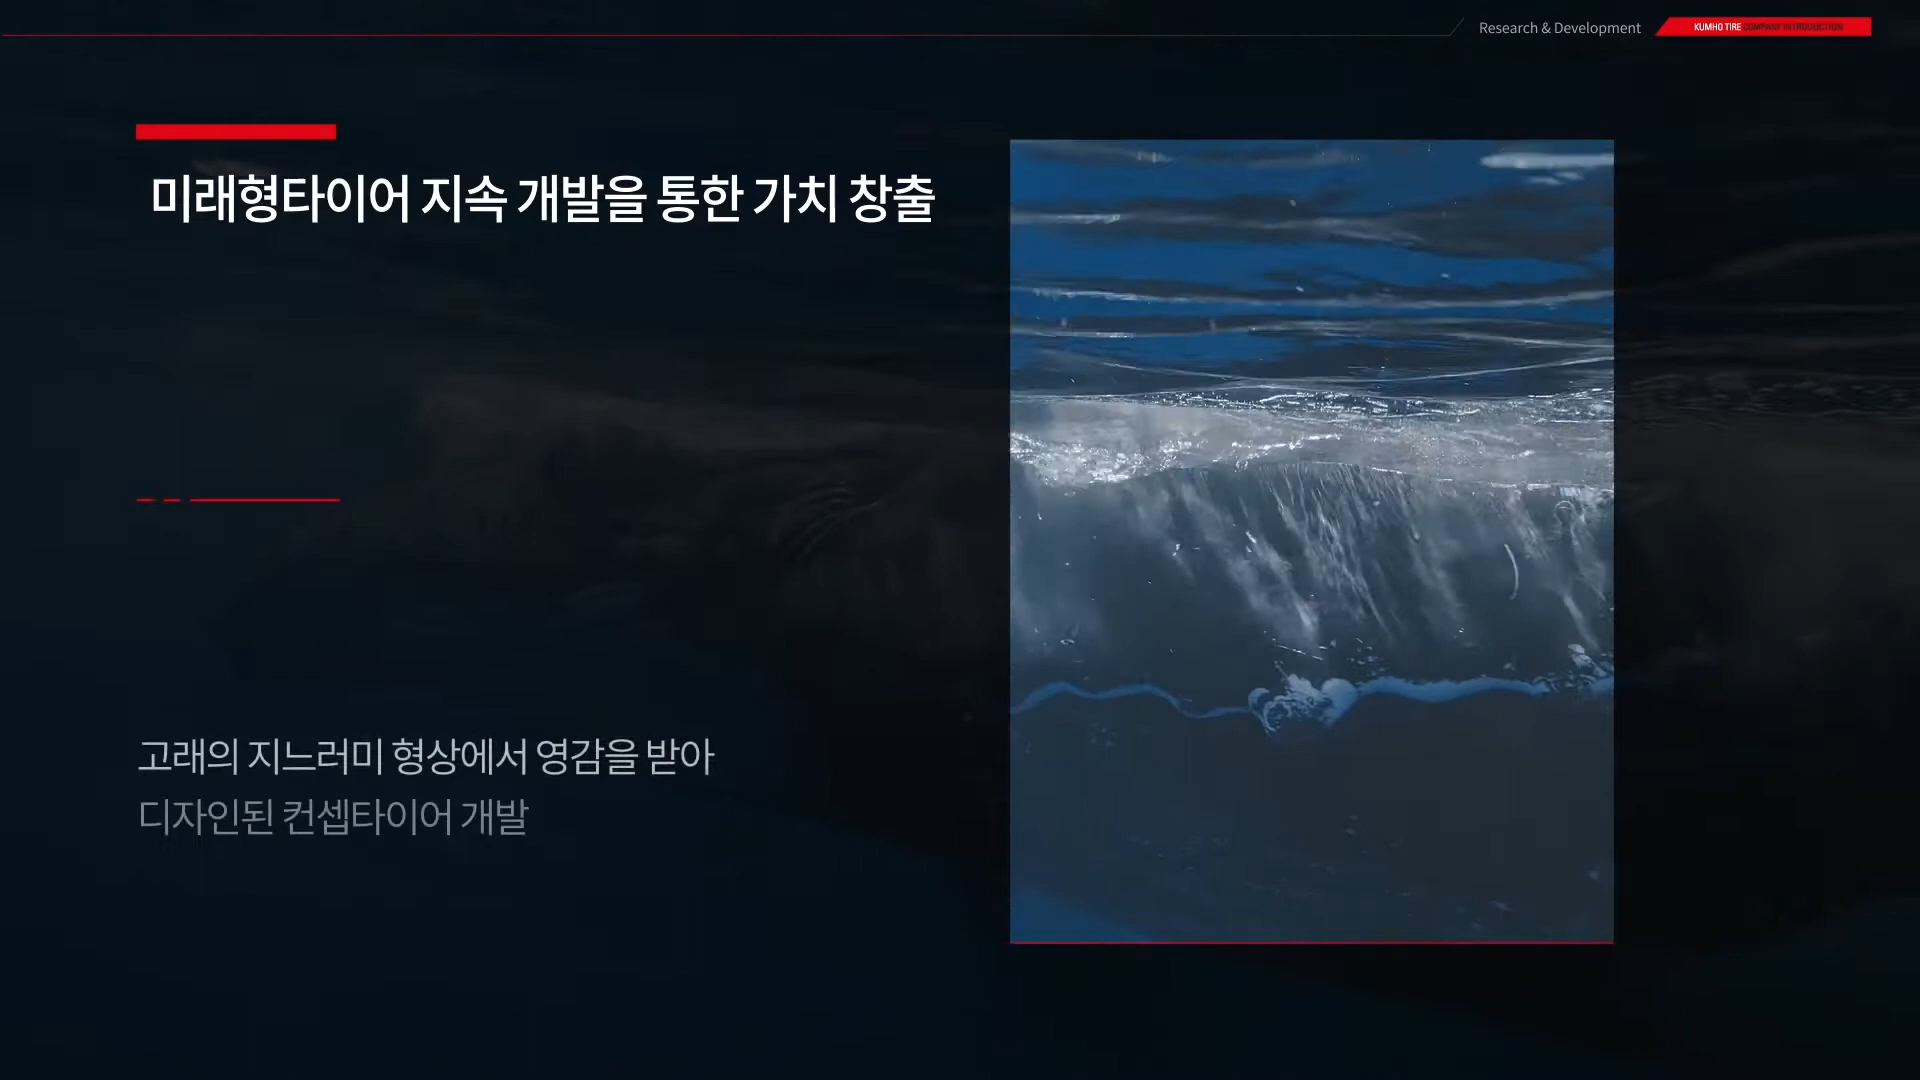 Research & Development
KUMHO TIRE COMPANY INTRODUCTION
미래형타이어 지속 개발을 통한 가치 창출
고래의 지느러미 형상에서 영감을 받아
디자인된 컨셉타이어 개발